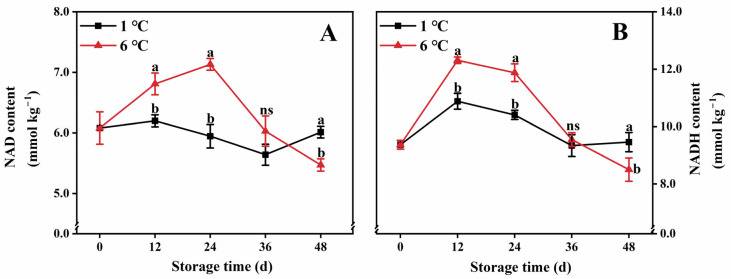 8.0
7.0
6.0
5.0
0.0
NAD content
(mmol kg⁻¹)
1 °C
6 °C
A
a
a
b
b
ns
a
b
0 12 24 36 48
Storage time (d)
1 °C
6 °C
B
a
a
b
b
ns
a
b
0 12 24 36 48
Storage time (d)
14.0
12.0
10.0
8.0
0.0
NADH content
(mmol kg⁻¹)